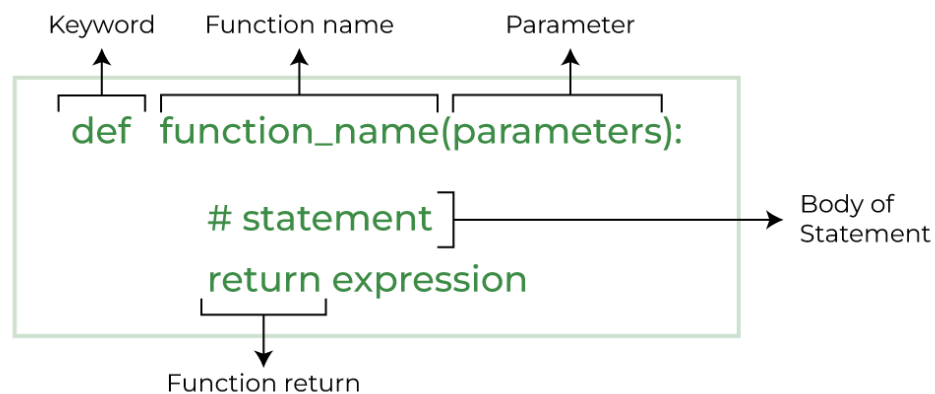 Keyword Function name Parameter
def function_name(parameters):
# statement
Body of
Statement
return expression
Function return